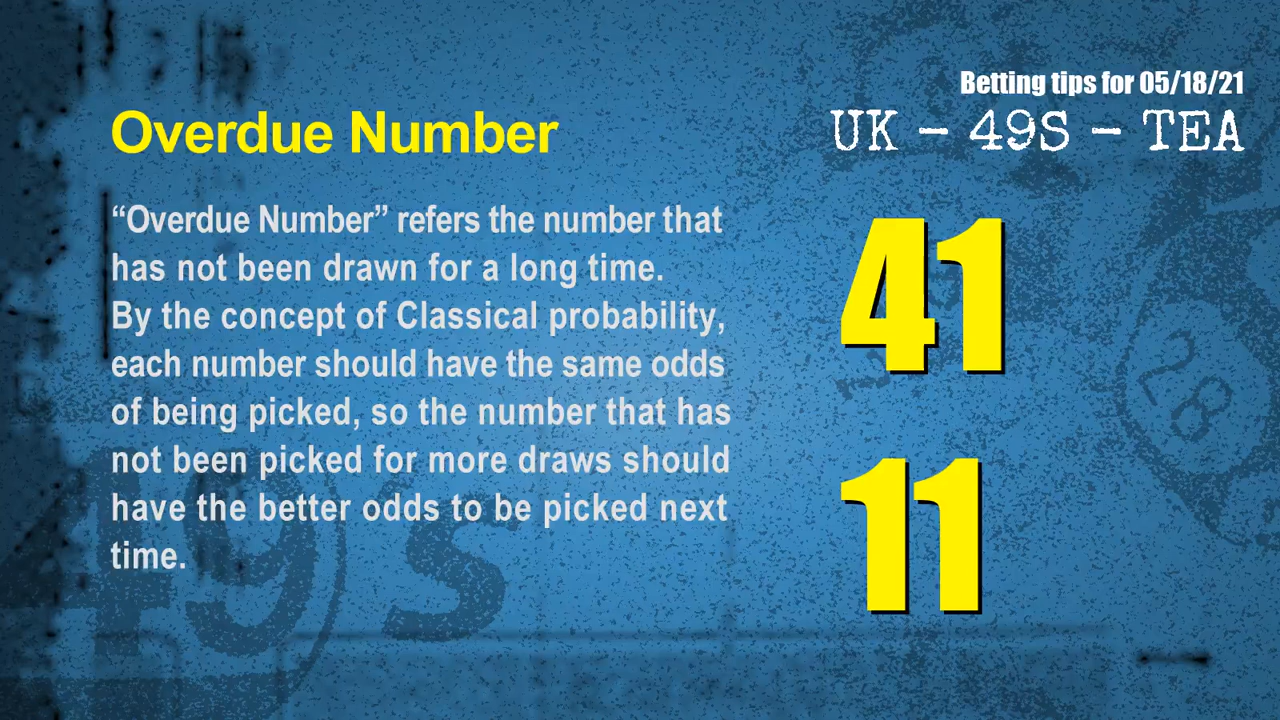 Betting tips for 05/18/21
UK - 49S - TEA
Overdue Number
“Overdue Number” refers the number that
has not been drawn for a long time.
By the concept of Classical probability,
each number should have the same odds
of being picked, so the number that has
not been picked for more draws should
have the better odds to be picked next
time.
41
11
28
49's